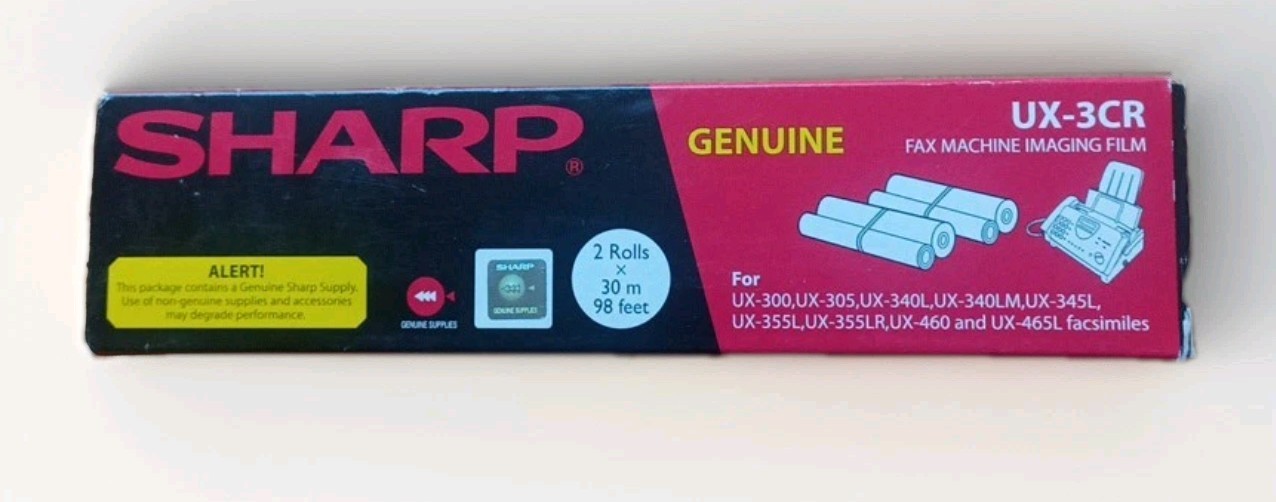 SHARP®
GENUINE
UX-3CR
FAX MACHINE IMAGING FILM
ALERT!
This package contains a Genuine Sharp Supply.
Use of non-genuine supplies and accessories
may degrade performance.
GENUINE SUPPLIES
SHARP
GENUINE SUPPLIES
2 Rolls
×
30 m
98 feet
For
UX-300,UX-305,UX-340L,UX-340LM,UX-345L,
UX-355L,UX-355LR,UX-460 and UX-465L facsimiles